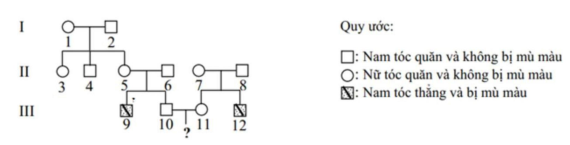 I
1 2
Quy ước:
□: Nam tóc quăn và không bị mù màu
○: Nữ tóc quăn và không bị mù màu
: Nam tóc thẳng và bị mù màu
II
3 4 5 6 7 8
III
9 10 11 12
?